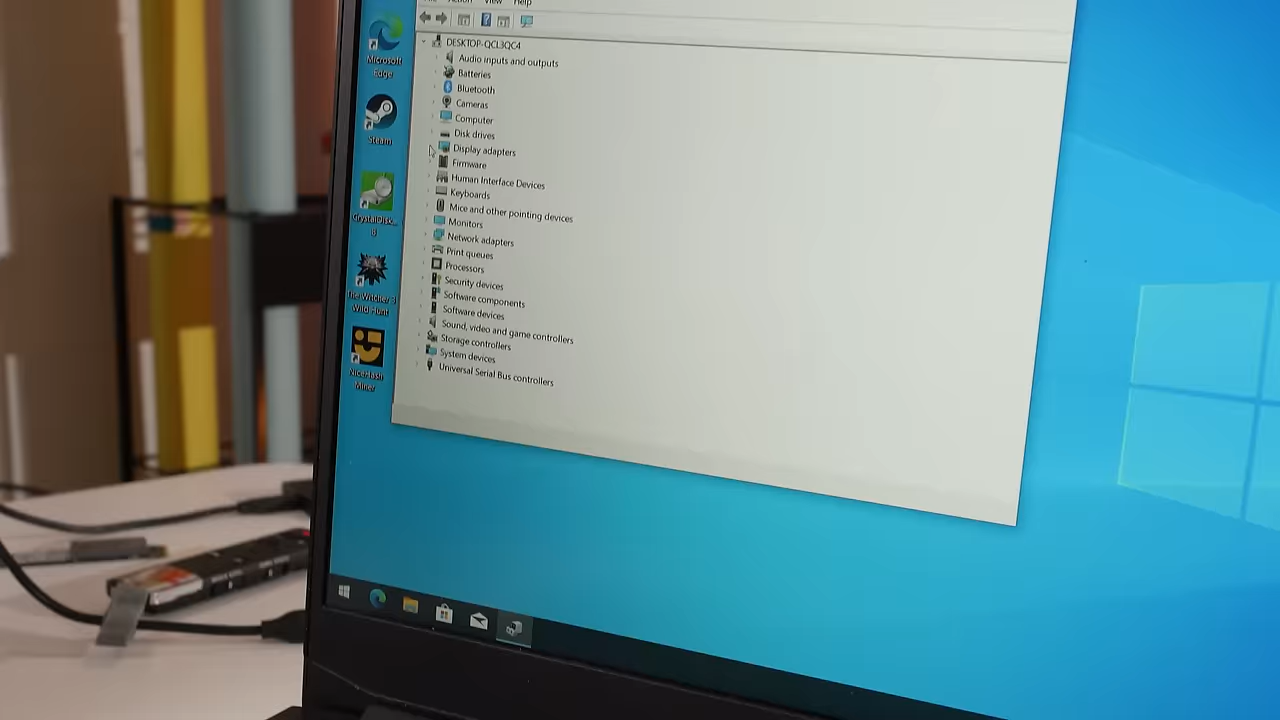 Action View Help
DESKTOP-QCL3QC4
Audio inputs and outputs
Batteries
Bluetooth
Cameras
Computer
Disk drives
Display adapters
Firmware
Human Interface Devices
Keyboards
Mice and other pointing devices
Monitors
Network adapters
Print queues
Processors
Security devices
Software components
Software devices
Sound, video and game controllers
Storage controllers
System devices
Universal Serial Bus controllers
Microsoft
Edge
Steam
CrystalDisk...
8
The Witcher 3
Wild Hunt
NiceHash
Miner